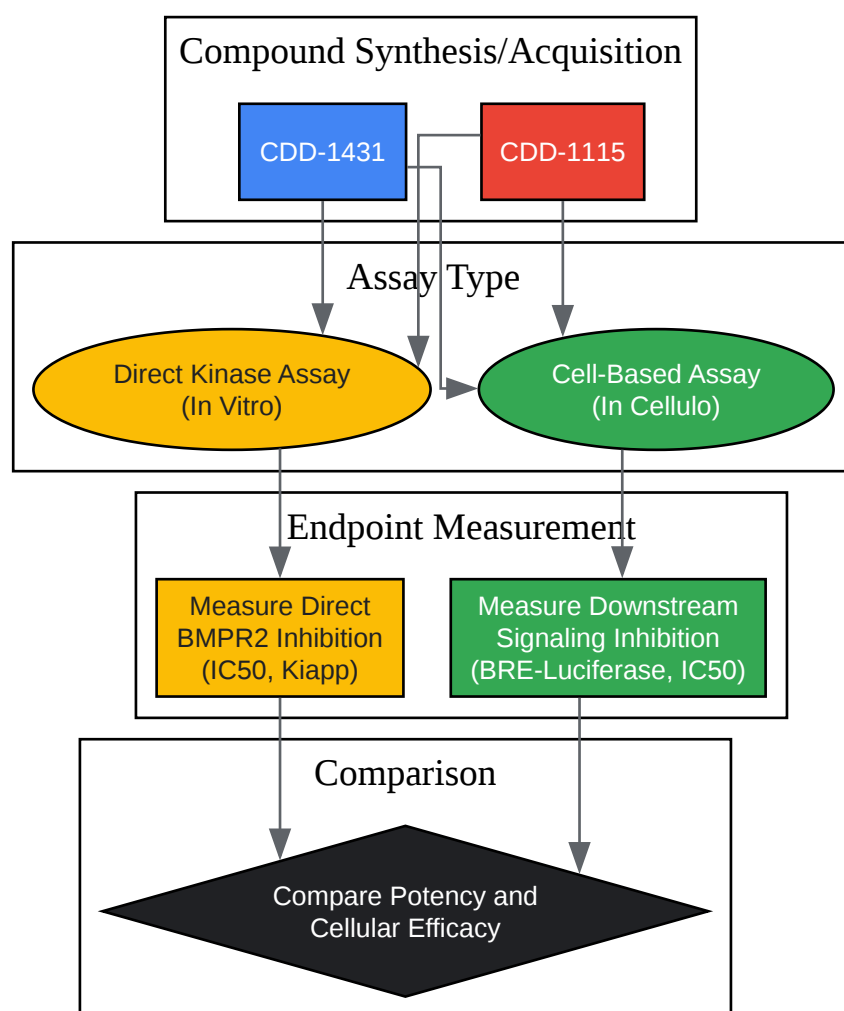 Compound Synthesis/Acquisition
CDD-1431
CDD-1115
Assay Type
Direct Kinase Assay
(In Vitro)
Cell-Based Assay
(In Cellulo)
Endpoint Measurement
Measure Direct
BMPR2 Inhibition
(IC50, Kiapp)
Measure Downstream
Signaling Inhibition
(BRE-Luciferase, IC50)
Comparison
Compare Potency and
Cellular Efficacy